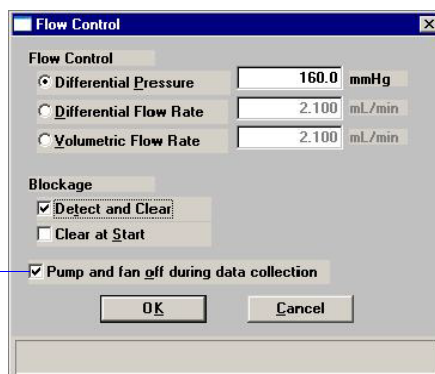 Flow Control
Flow Control
Differential Pressure 160.0 mmHg
Differential Flow Rate 2.100 mL/min
Volumetric Flow Rate 2.100 mL/min
Blockage
Detect and Clear
Clear at Start
Pump and fan off during data collection
OK Cancel